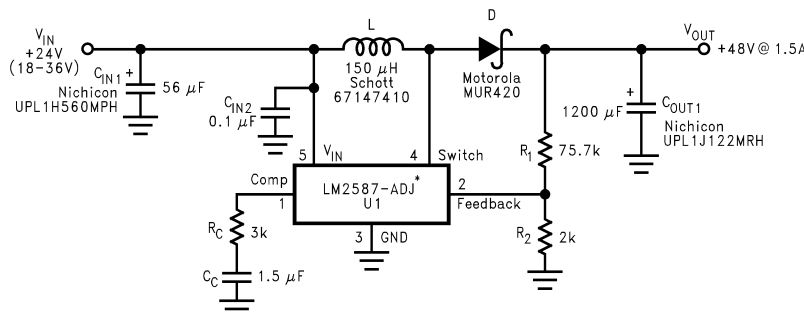 V_IN
+24V
(18-36V)
C_IN1 +
Nichicon
UPL1H560MPH
56 μF
C_IN2
0.1 μF
L
150 μH
Schott
67147410
D
Motorola
MUR420
V_OUT
+48V@ 1.5A
1200 μF
+
C_OUT1
Nichicon
UPL1J122MRH
R_1
75.7k
R_2
2k
5
V_IN
4
Switch
Comp
1
LM2587-ADJ*
U1
2
Feedback
3
GND
R_C
3k
C_C
1.5 μF